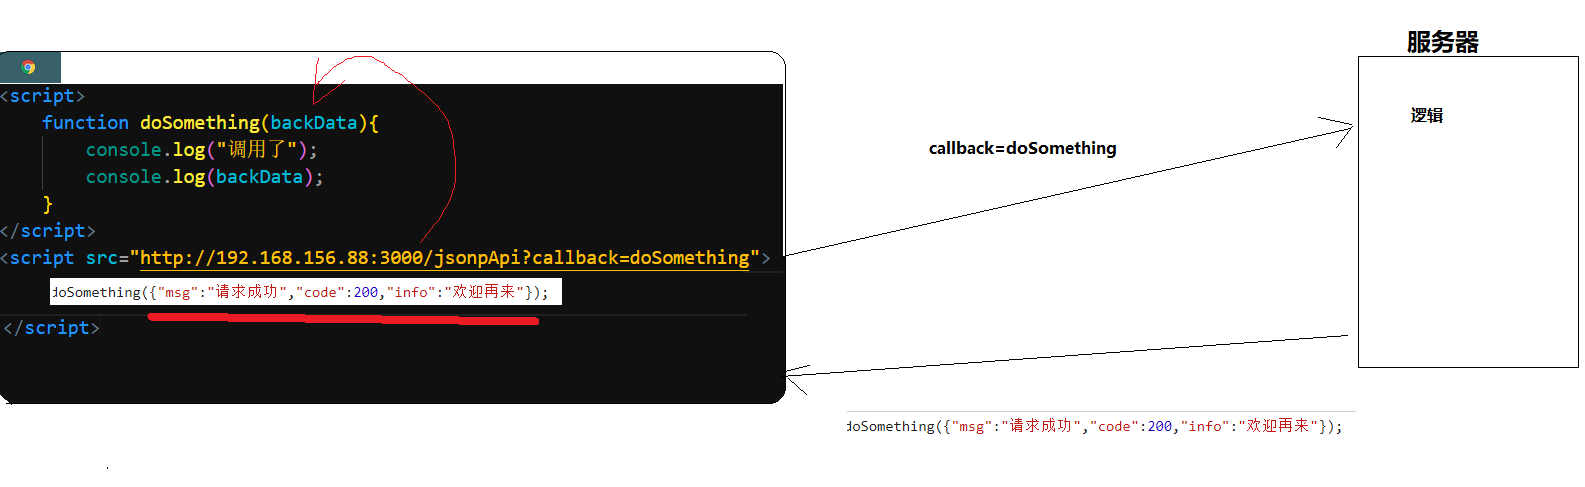 服务器
逻辑
<script>
function doSomething(backData){
console.log("调用了");
console.log(backData);
}
</script>
<script src="http://192.168.156.88:3000/jsonpApi?callback=doSomething">
doSomething({"msg":"请求成功","code":200,"info":"欢迎再来"});
</script>
callback=doSomething
doSomething({"msg":"请求成功","code":200,"info":"欢迎再来"});